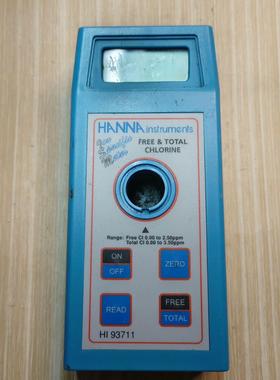 HANNA instruments
FREE & TOTAL
CHLORINE
Range: Free Cl 0.00 to 2.50ppm
Total Cl 0.00 to 3.50ppm
ON
OFF
ZERO
READ
FREE
TOTAL
HI 93711